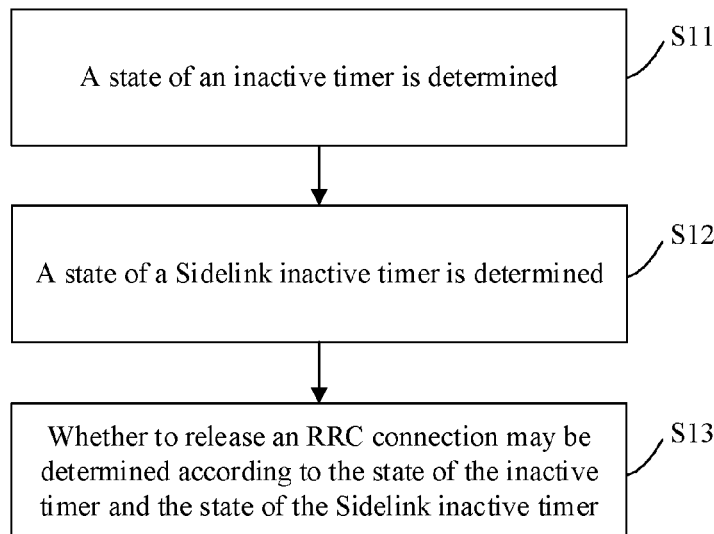 S11
A state of an inactive timer is determined
S12
A state of a Sidelink inactive timer is determined
S13
Whether to release an RRC connection may be
determined according to the state of the inactive
timer and the state of the Sidelink inactive timer